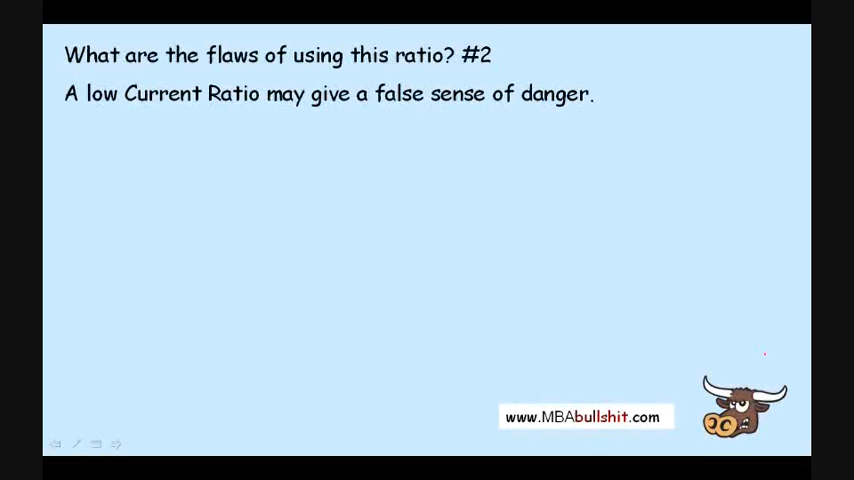 What are the flaws of using this ratio? #2
A low Current Ratio may give a false sense of danger.
www.MBAbullshit.com